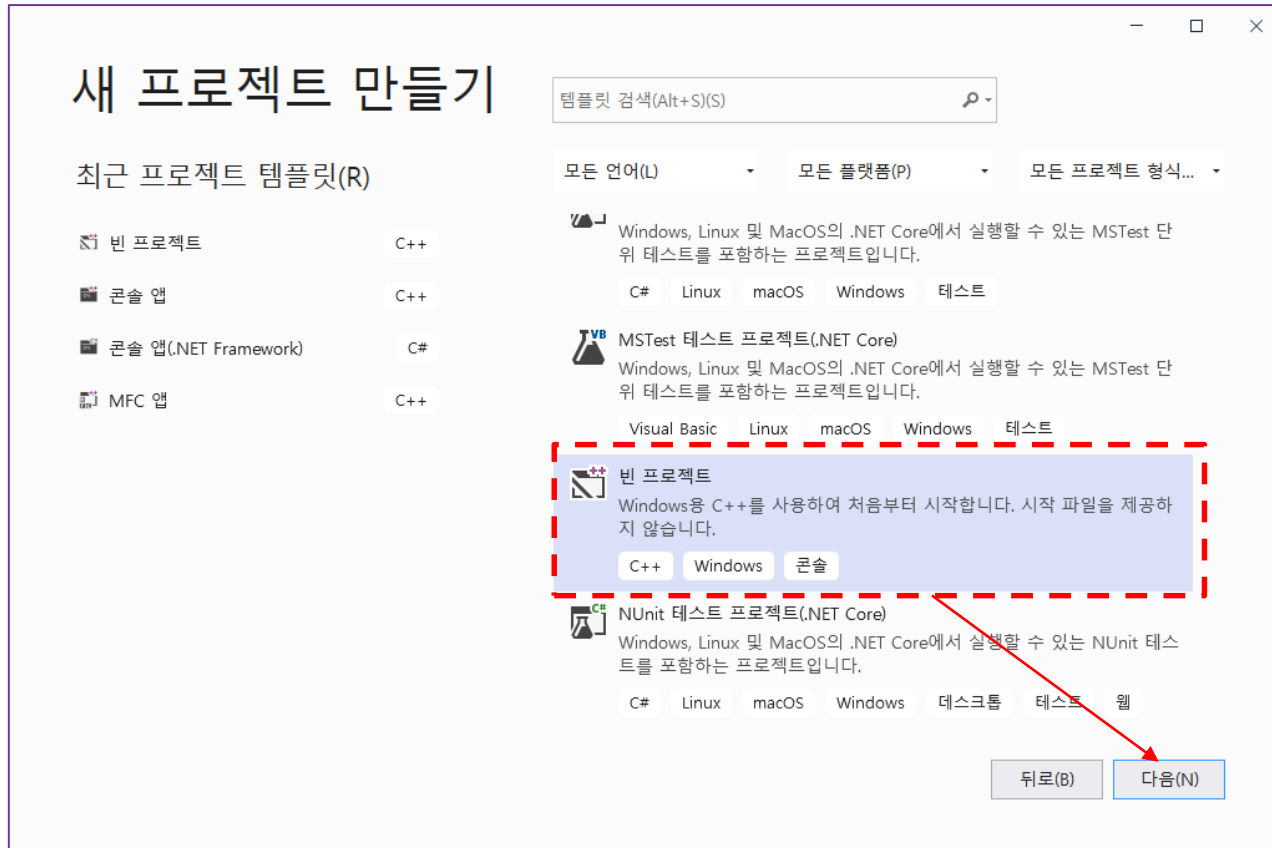 새 프로젝트 만들기
템플릿 검색(Alt+S)(S)
최근 프로젝트 템플릿(R)
모든 언어(L)
모든 플랫폼(P)
모든 프로젝트 형식...
빈 프로젝트
C++
콘솔 앱
C++
콘솔 앱(.NET Framework)
C#
MFC 앱
C++
Windows, Linux 및 MacOS의 .NET Core에서 실행할 수 있는 MSTest 단
위 테스트를 포함하는 프로젝트입니다.
C# Linux macOS Windows 테스트
VB
MSTest 테스트 프로젝트(.NET Core)
Windows, Linux 및 MacOS의 .NET Core에서 실행할 수 있는 MSTest 단
위 테스트를 포함하는 프로젝트입니다.
Visual Basic Linux macOS Windows 테스트
빈 프로젝트
Windows용 C++를 사용하여 처음부터 시작합니다. 시작 파일을 제공하
지 않습니다.
C++ Windows 콘솔
C#
NUnit 테스트 프로젝트(.NET Core)
Windows, Linux 및 MacOS의 .NET Core에서 실행할 수 있는 NUnit 테스
트를 포함하는 프로젝트입니다.
C# Linux macOS Windows 데스크톱 테스트 웹
뒤로(B)
다음(N)